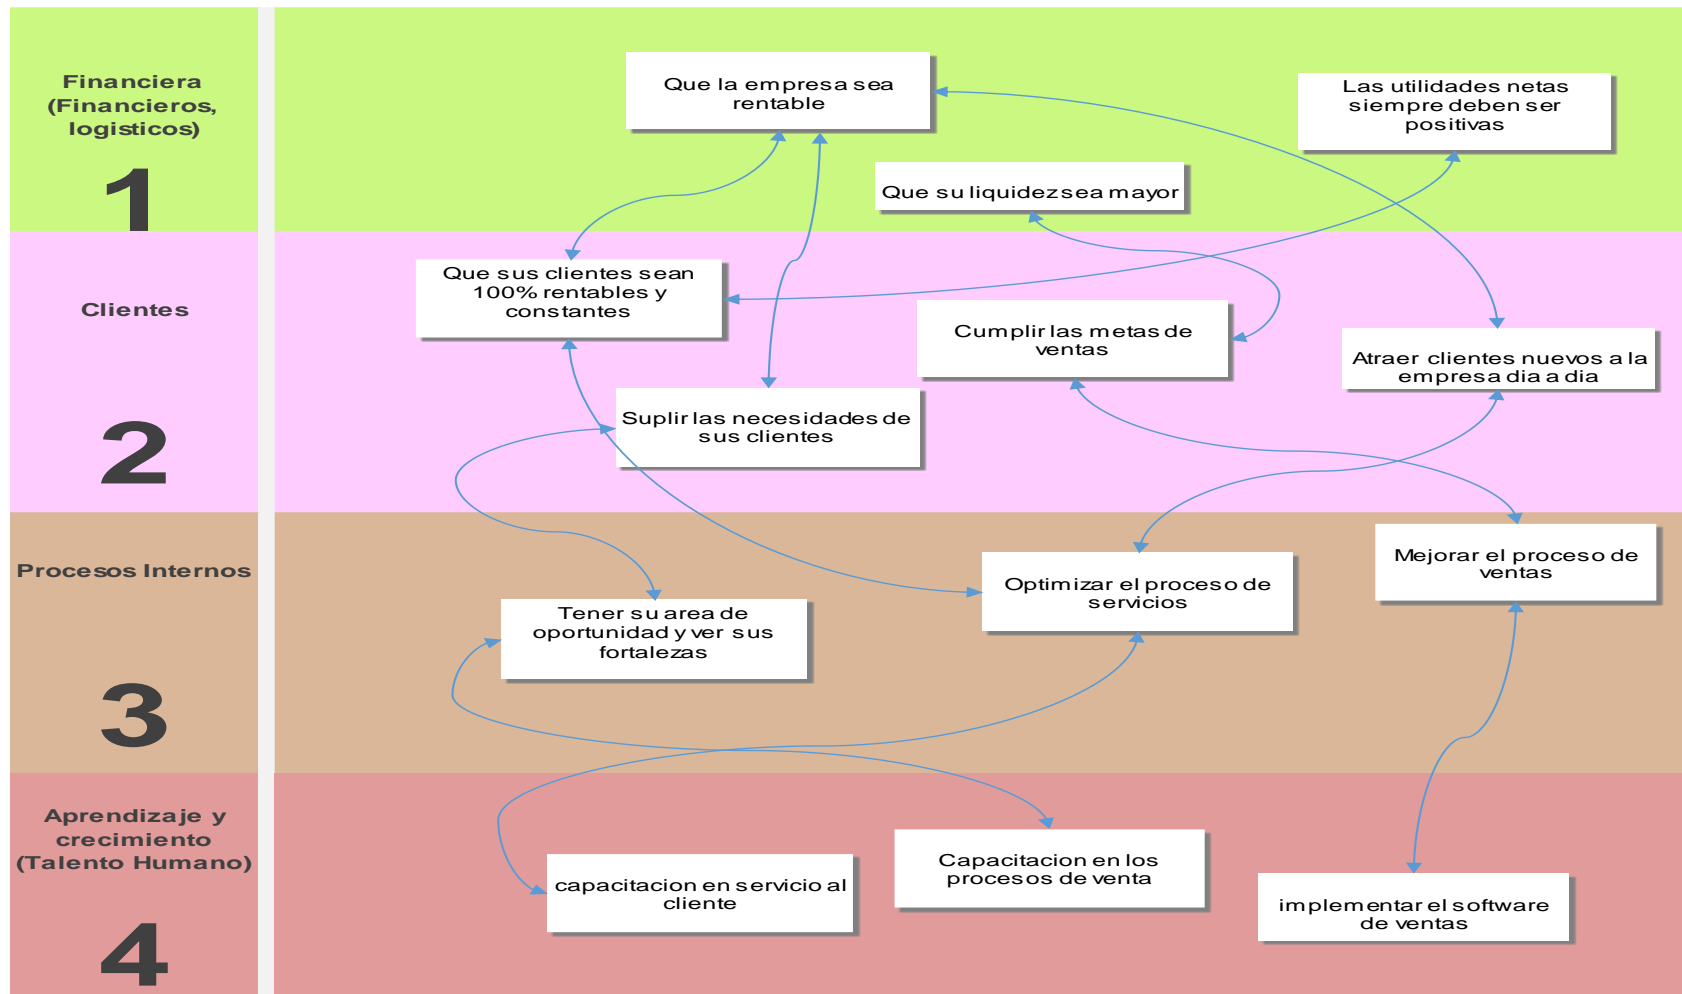 Financiera
(Financieros,
logisticos)
1
Que la empresa sea
rentable
Las utilidades netas
siempre deben ser
positivas
Que su liquidez sea mayor
Clientes
2
Que sus clientes sean
100% rentables y
constantes
Cumplir las metas de
ventas
Atraer clientes nuevos a la
empresa dia a dia
Suplir las necesidades de
sus clientes
Procesos Internos
3
Tener su area de
oportunidad y ver sus
fortalezas
Optimizar el proceso de
servicios
Mejorar el proceso de
ventas
Aprendizaje y
crecimiento
(Talento Humano)
4
capacitacion en servicio al
cliente
Capacitacion en los
procesos de venta
implementar el software
de ventas